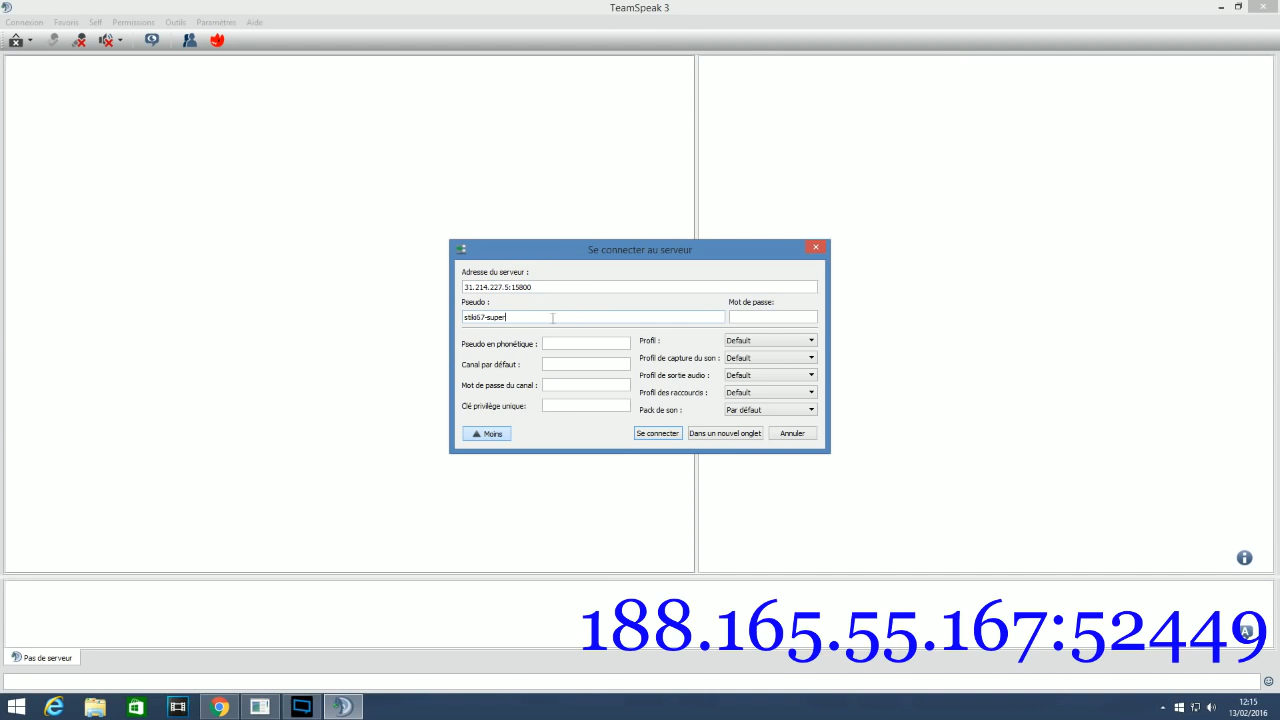 TeamSpeak 3
Connexion Favoris Self Permissions Outils Paramètres Aide
Se connecter au serveur
Adresse du serveur :
31.214.227.5:15800
Pseudo : Mot de passe:
stiki67-super
Pseudo en phonétique : Profil : Default
Canal par défaut : Profil de capture du son : Default
Mot de passe du canal : Profil de sortie audio : Default
Clé privilège unique: Profil des raccourcis : Default
Pack de son : Par défaut
Moins Se connecter Dans un nouvel onglet Annuler
188.165.55.167:52449
Pas de serveur
12:15
13/02/2016